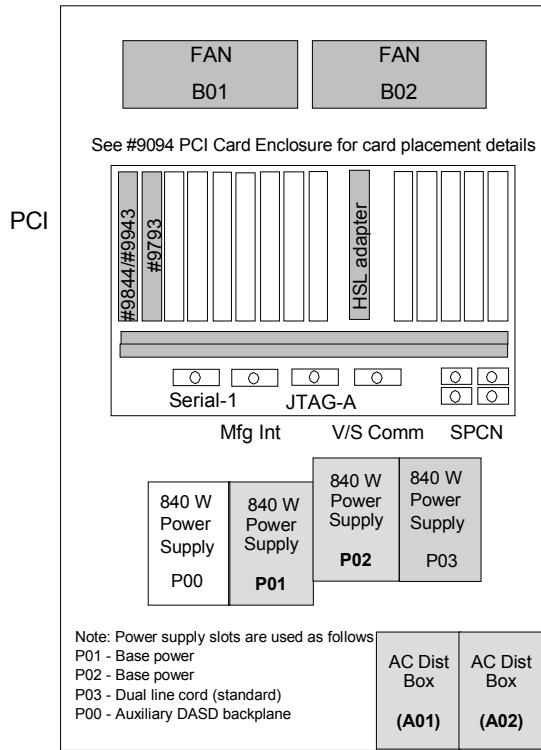 FAN
B01
FAN
B02
See #9094 PCI Card Enclosure for card placement details
PCI
#9844/#9943
#9793
HSL adapter
Serial-1
JTAG-A
Mfg Int
V/S Comm
SPCN
840 W
Power
Supply
P00
840 W
Power
Supply
P01
840 W
Power
Supply
P02
840 W
Power
Supply
P03
Note: Power supply slots are used as follows
P01 - Base power
P02 - Base power
P03 - Dual line cord (standard)
P00 - Auxiliary DASD backplane
AC Dist
Box
(A01)
AC Dist
Box
(A02)